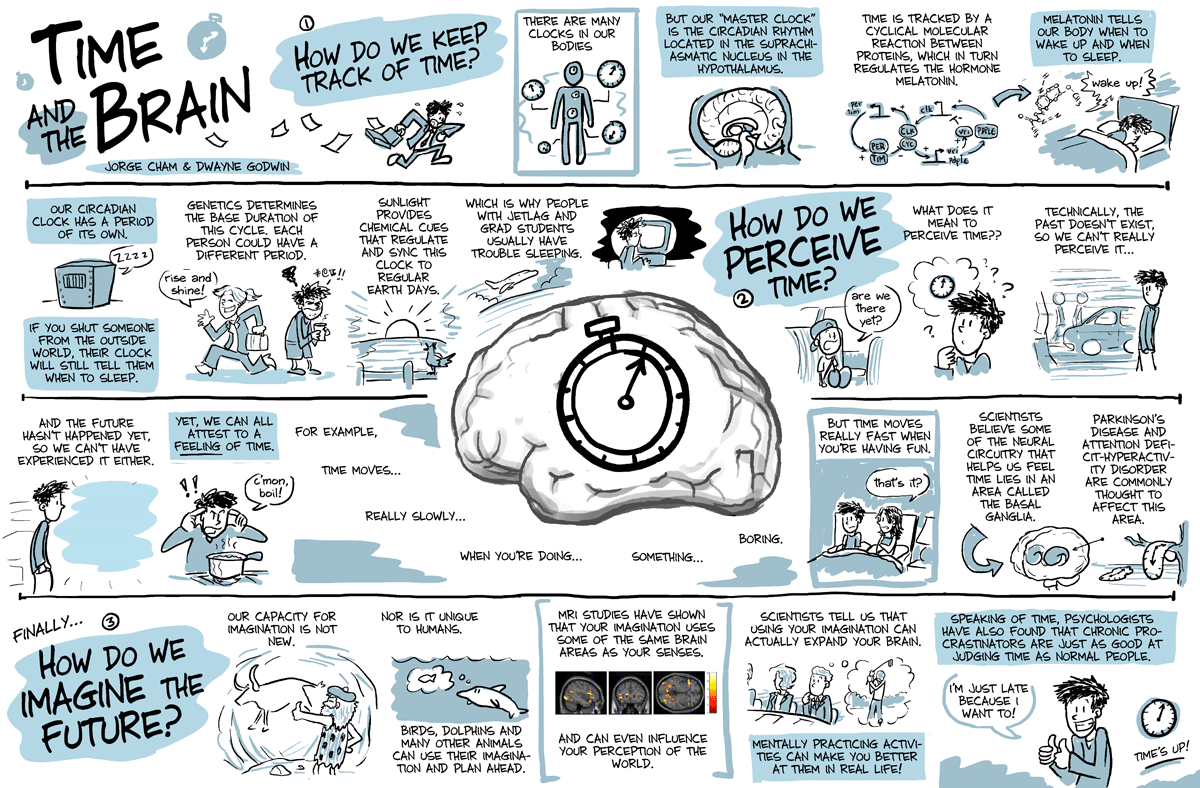 TIME
AND THE BRAIN
JORGE CHAM & DWAYNE GODWIN
1
HOW DO WE KEEP
TRACK OF TIME?
THERE ARE MANY
CLOCKS IN OUR
BODIES
BUT OUR "MASTER CLOCK"
IS THE CIRCADIAN RHYTHM
LOCATED IN THE SUPRACHI-
ASMATIC NUCLEUS IN THE
HYPOTHALAMUS.
TIME IS TRACKED BY A
CYCLICAL MOLECULAR
REACTION BETWEEN
PROTEINS, WHICH IN TURN
REGULATES THE HORMONE
MELATONIN.
per
tim
clk
CLK
CYC
PER
TIM
vri
PDPLE
vri
Pdple
MELATONIN TELLS
OUR BODY WHEN TO
WAKE UP AND WHEN
TO SLEEP.
wake up!
OUR CIRCADIAN
CLOCK HAS A PERIOD
OF ITS OWN.
ZZZZ
IF YOU SHUT SOMEONE
FROM THE OUTSIDE
WORLD, THEIR CLOCK
WILL STILL TELL THEM
WHEN TO SLEEP.
GENETICS DETERMINES
THE BASE DURATION OF
THIS CYCLE. EACH
PERSON COULD HAVE A
DIFFERENT PERIOD.
rise and
shine!
#@$!!
SUNLIGHT
PROVIDES
CHEMICAL CUES
THAT REGULATE
AND SYNC THIS
CLOCK TO
REGULAR
EARTH DAYS.
WHICH IS WHY PEOPLE
WITH JETLAG AND
GRAD STUDENTS
USUALLY HAVE
TROUBLE SLEEPING.
2
HOW DO WE
PERCEIVE
TIME?
are we
there
yet?
WHAT DOES IT
MEAN TO
PERCEIVE TIME??
?
?
?
TECHNICALLY, THE
PAST DOESN'T EXIST,
SO WE CAN'T REALLY
PERCEIVE IT...
AND THE FUTURE
HASN'T HAPPENED YET,
SO WE CAN'T HAVE
EXPERIENCED IT EITHER.
YET, WE CAN ALL
ATTEST TO A
FEELING OF TIME.
!!
C'mon,
boil!
FOR EXAMPLE,
TIME MOVES...
REALLY SLOWLY...
WHEN YOU'RE DOING...
SOMETHING...
BORING.
BUT TIME MOVES
REALLY FAST WHEN
YOU'RE HAVING FUN.
that's it?
SCIENTISTS
BELIEVE SOME
OF THE NEURAL
CIRCUITRY THAT
HELPS US FEEL
TIME LIES IN AN
AREA CALLED
THE BASAL
GANGLIA.
PARKINSON'S
DISEASE AND
ATTENTION DEFI-
CIT-HYPERACTIV-
ITY DISORDER
ARE COMMONLY
THOUGHT TO
AFFECT THIS
AREA.
FINALLY...
3
HOW DO WE
IMAGINE THE
FUTURE?
OUR CAPACITY FOR
IMAGINATION IS NOT
NEW.
NOR IS IT UNIQUE
TO HUMANS.
BIRDS, DOLPHINS AND
MANY OTHER ANIMALS
CAN USE THEIR IMAGINA-
TION AND PLAN AHEAD.
MRI STUDIES HAVE SHOWN
THAT YOUR IMAGINATION USES
SOME OF THE SAME BRAIN
AREAS AS YOUR SENSES.
AND CAN EVEN INFLUENCE
YOUR PERCEPTION OF THE
WORLD.
SCIENTISTS TELL US THAT
USING YOUR IMAGINATION CAN
ACTUALLY EXPAND YOUR BRAIN.
MENTALLY PRACTICING ACTIVI-
TIES CAN MAKE YOU BETTER
AT THEM IN REAL LIFE!
SPEAKING OF TIME, PSYCHOLOGISTS
HAVE ALSO FOUND THAT CHRONIC PRO-
CRASTINATORS ARE JUST AS GOOD AT
JUDGING TIME AS NORMAL PEOPLE.
I'M JUST LATE
BECAUSE I
WANT TO!
TIME'S UP!